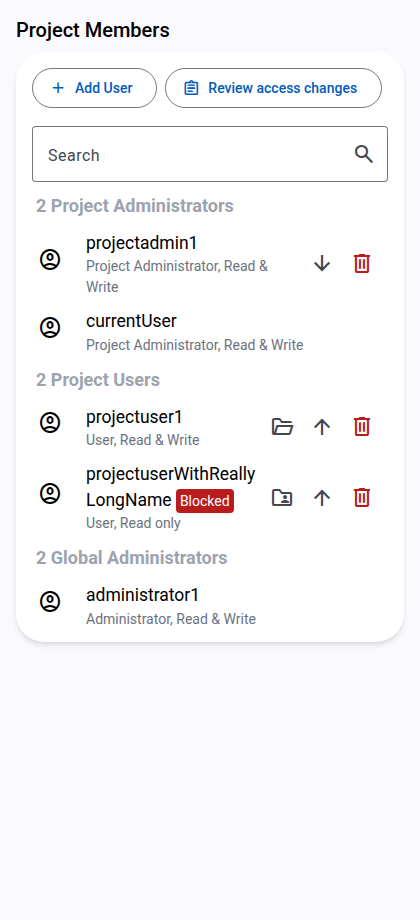 Project Members
Add User
Review access changes
Search
2 Project Administrators
projectadmin1
Project Administrator, Read &
Write
currentUser
Project Administrator, Read & Write
2 Project Users
projectuser1
User, Read & Write
projectuserWithReally
LongName Blocked
User, Read only
2 Global Administrators
administrator1
Administrator, Read & Write